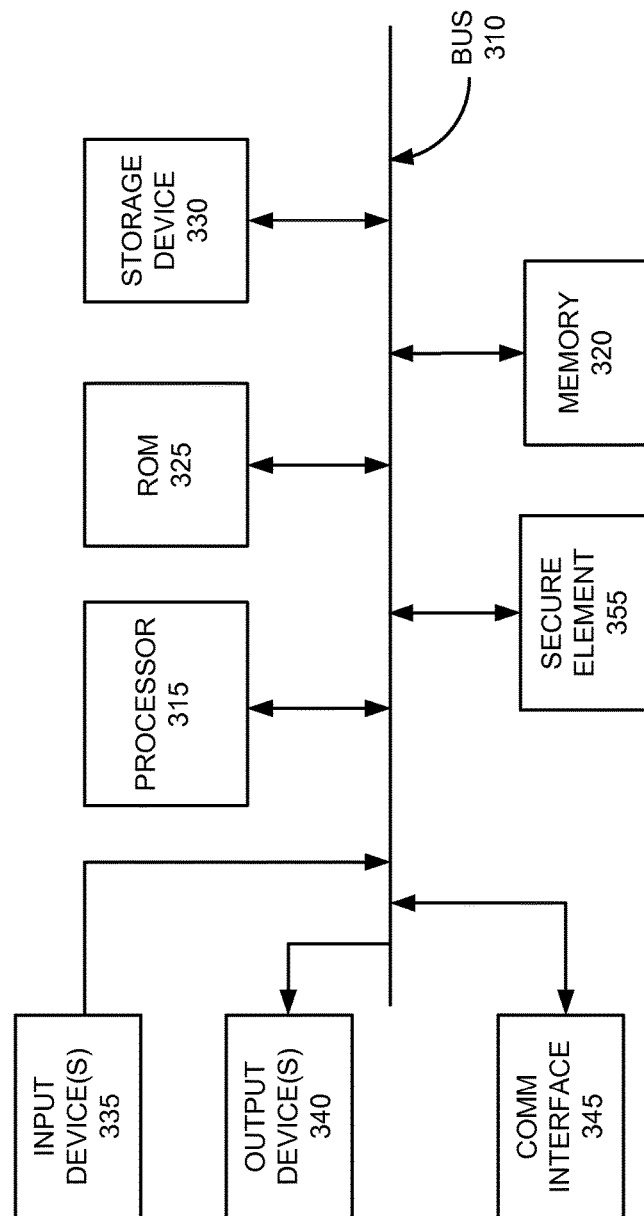 INPUT
DEVICE(S)
335
OUTPUT
DEVICE(S)
340
COMM
INTERFACE
345
PROCESSOR
315
ROM
325
STORAGE
DEVICE
330
SECURE
ELEMENT
355
MEMORY
320
BUS
310